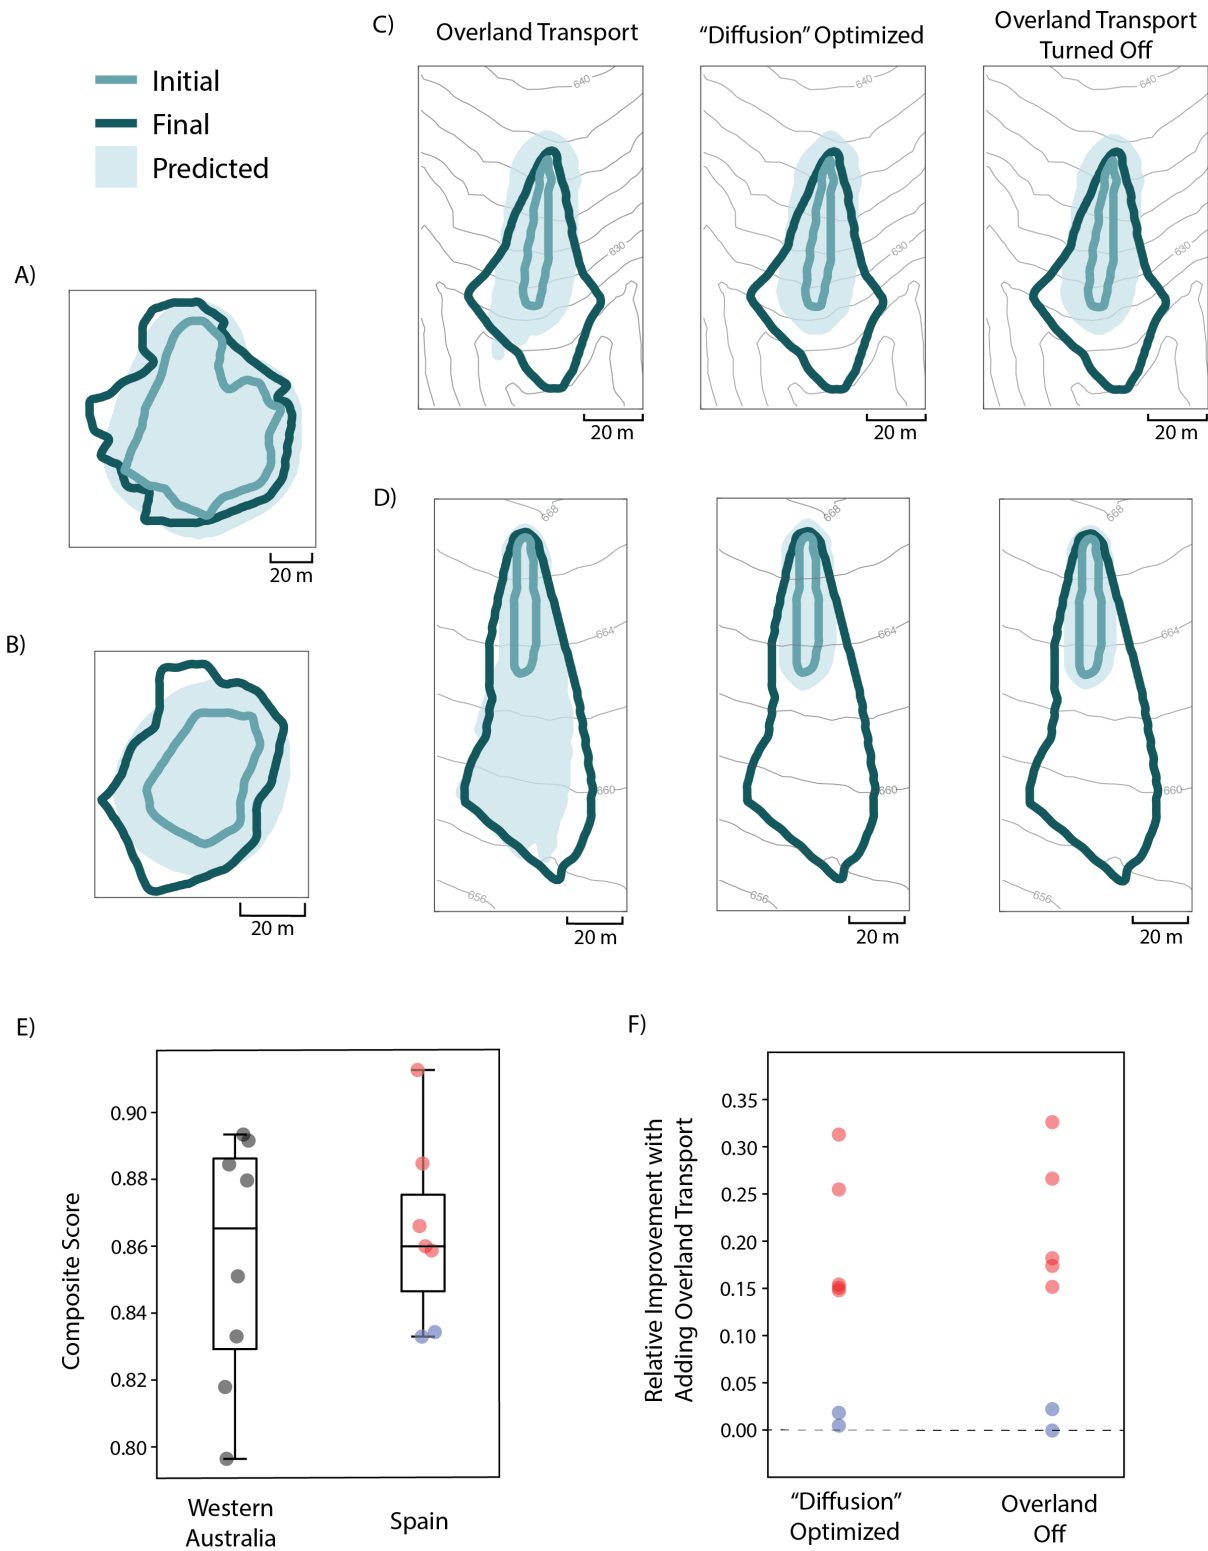 C)
Overland Transport
“Diffusion” Optimized
Overland Transport
Turned Off
Initial
Final
Predicted
640
640
640
630
630
630
20 m
20 m
20 m
A)
20 m
D)
668
668
668
664
664
664
660
660
660
656
656
656
20 m
20 m
20 m
B)
20 m
E)
Composite Score
0.90
0.88
0.86
0.84
0.82
0.80
Western
Australia
Spain
F)
Relative Improvement with
Adding Overland Transport
0.35
0.30
0.25
0.20
0.15
0.10
0.05
0.00
“Diffusion”
Optimized
Overland
Off